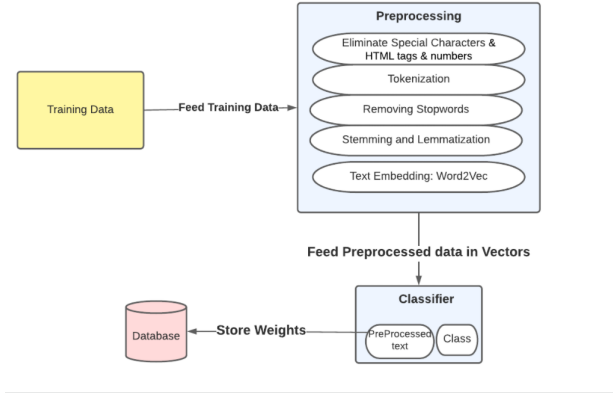 Preprocessing
Eliminate Special Characters &
HTML tags & numbers
Tokenization
Training Data
Feed Training Data
Removing Stopwords
Stemming and Lemmatization
Text Embedding: Word2Vec
Feed Preprocessed data in Vectors
Classifier
Database
Store Weights
PreProcessed
text
Class